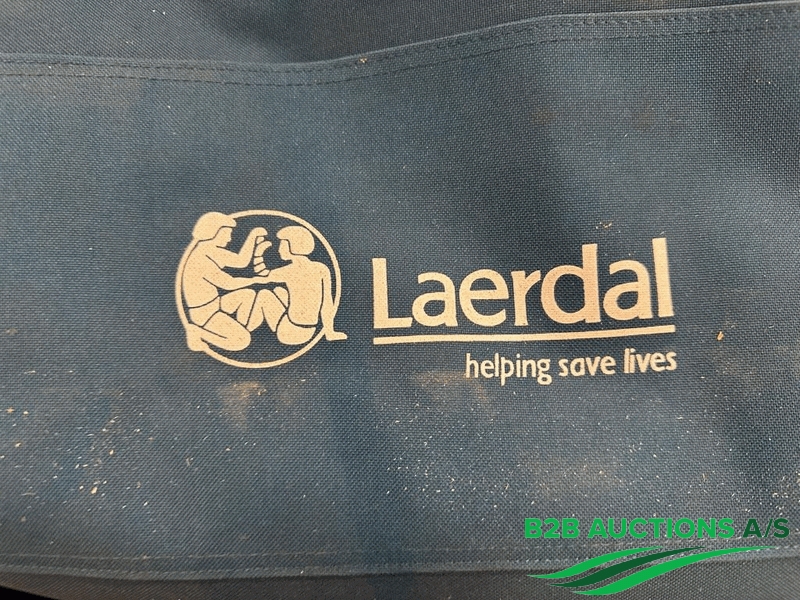 Laerdal
helping save lives
B2B AUCTIONS A/S